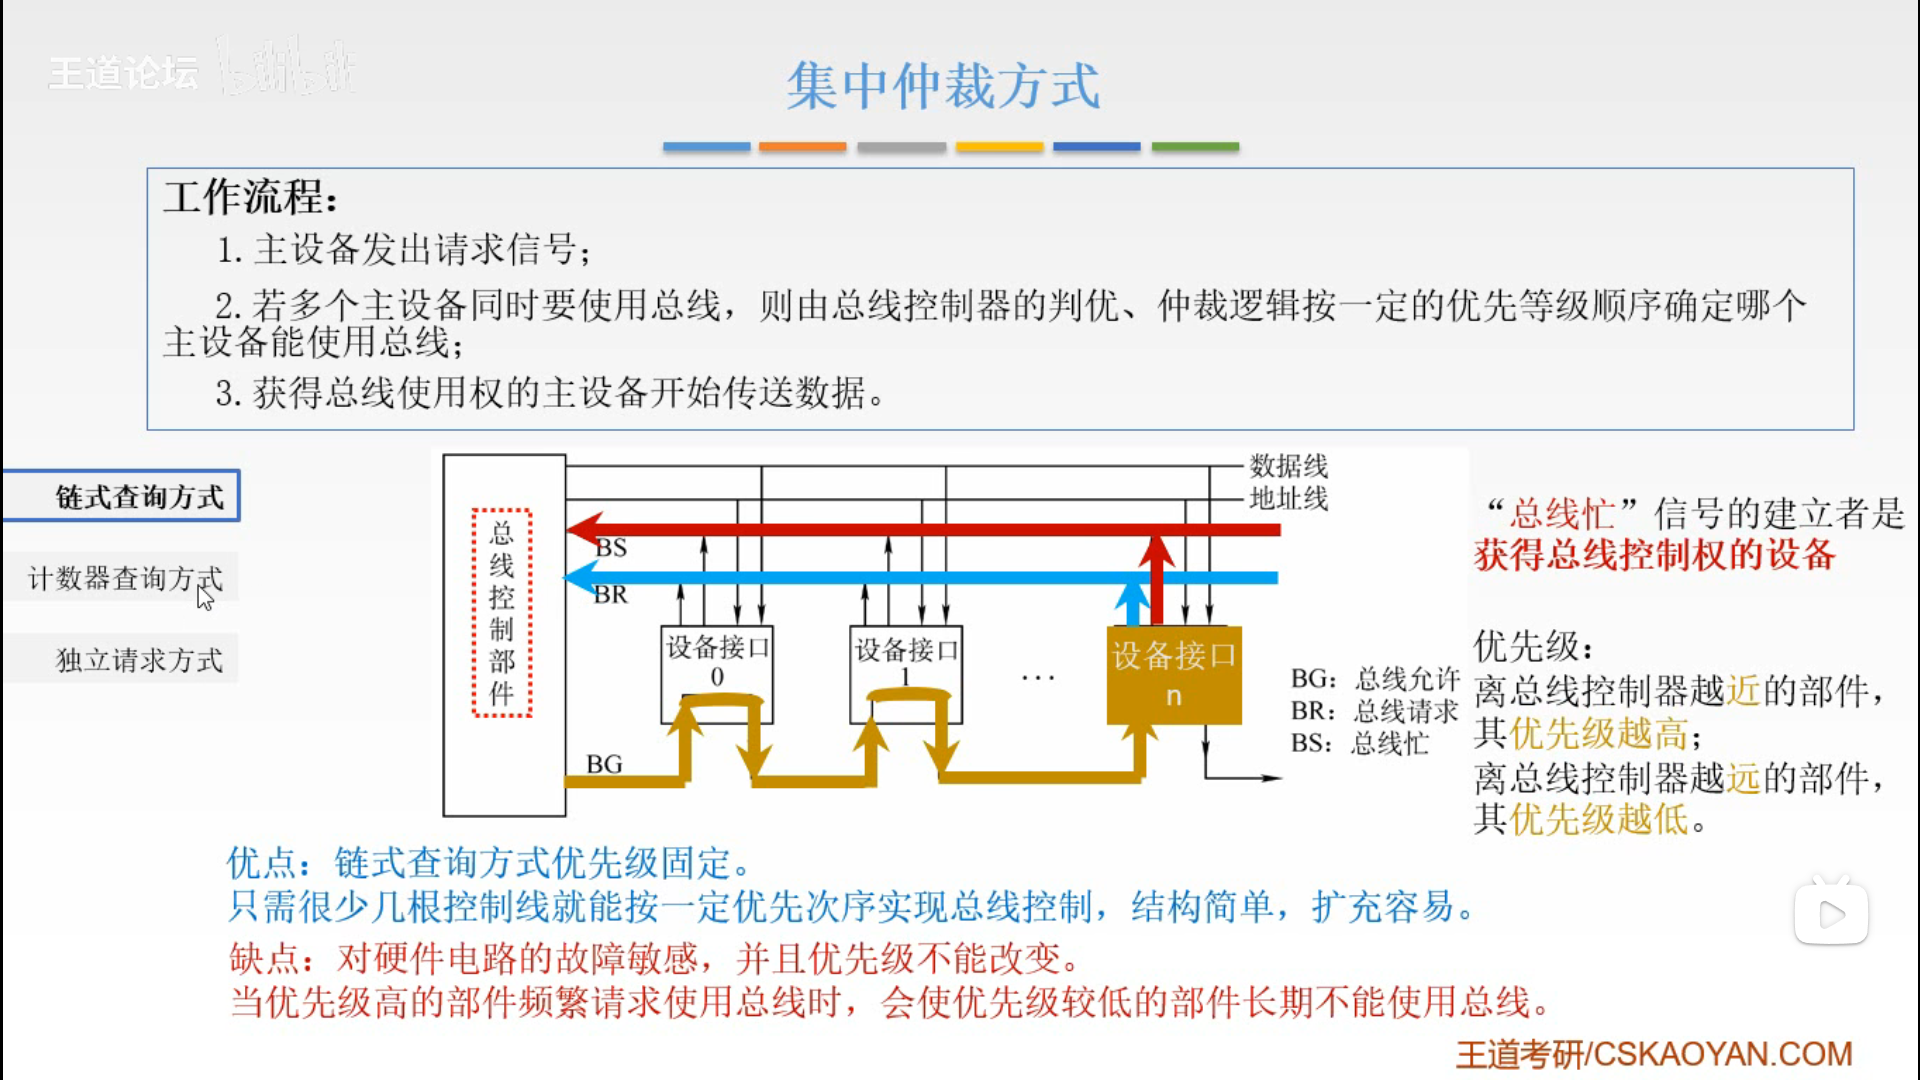 王道论坛 bilibili
集中仲裁方式
工作流程：
1. 主设备发出请求信号；
2. 若多个主设备同时要使用总线，则由总线控制器的判优、仲裁逻辑按一定的优先等级顺序确定哪个
主设备能使用总线；
3. 获得总线使用权的主设备开始传送数据。
链式查询方式
计数器查询方式
独立请求方式
总线控制部件
数据线
地址线
BS
BR
设备接口
0
设备接口
1
...
设备接口
n
BG
BG：总线允许
BR：总线请求
BS：总线忙
“总线忙”信号的建立者是
获得总线控制权的设备
优先级：
离总线控制器越近的部件，
其优先级越高；
离总线控制器越远的部件，
其优先级越低。
优点：链式查询方式优先级固定。
只需很少几根控制线就能按一定优先次序实现总线控制，结构简单，扩充容易。
缺点：对硬件电路的故障敏感，并且优先级不能改变。
当优先级高的部件频繁请求使用总线时，会使优先级较低的部件长期不能使用总线。
王道考研/CSKAOYAN.COM